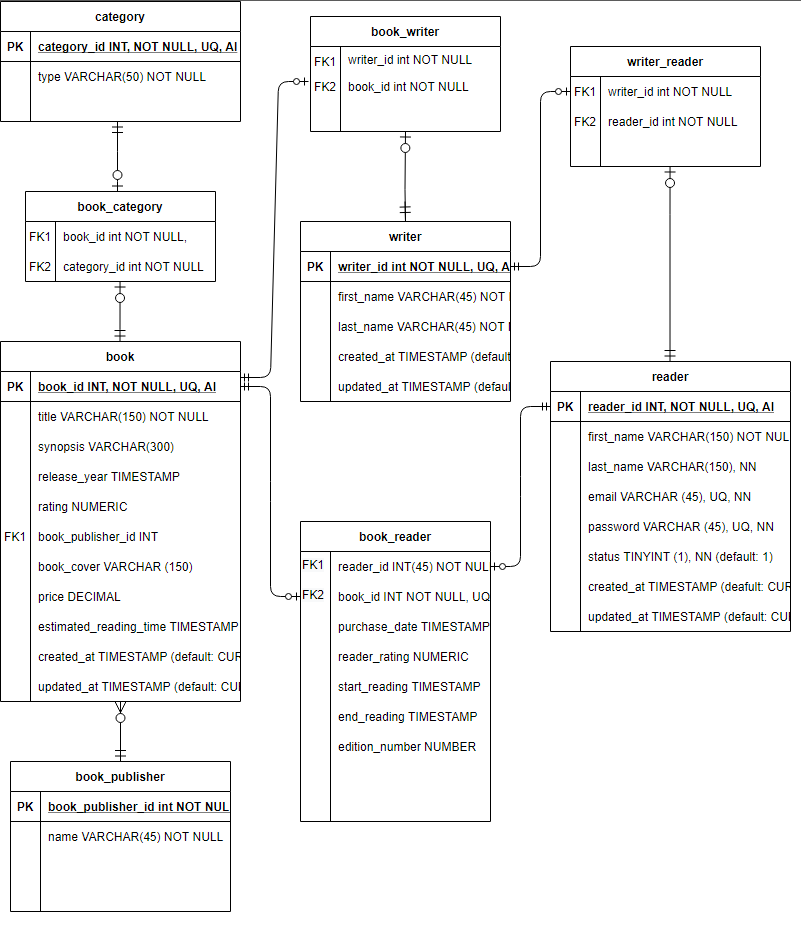 category
PK category_id INT, NOT NULL, UQ, AI
type VARCHAR(50) NOT NULL
book_category
FK1 book_id int NOT NULL,
FK2 category_id int NOT NULL
book
PK book_id INT, NOT NULL, UQ, AI
title VARCHAR(150) NOT NULL
synopsis VARCHAR(300)
release_year TIMESTAMP
rating NUMERIC
FK1 book_publisher_id INT
book_cover VARCHAR (150)
price DECIMAL
estimated_reading_time TIMESTAMP
created_at TIMESTAMP (default: CUR
updated_at TIMESTAMP (default: CU
book_publisher
PK book_publisher_id int NOT NUL
name VARCHAR(45) NOT NULL
book_writer
FK1 writer_id int NOT NULL
FK2 book_id int NOT NULL
writer
PK writer_id int NOT NULL, UQ, A
first_name VARCHAR(45) NOT
last_name VARCHAR(45) NOT
created_at TIMESTAMP (default
updated_at TIMESTAMP (defaul
book_reader
FK1 reader_id INT(45) NOT NUL
FK2 book_id INT NOT NULL, UQ
purchase_date TIMESTAMP
reader_rating NUMERIC
start_reading TIMESTAMP
end_reading TIMESTAMP
edition_number NUMBER
writer_reader
FK1 writer_id int NOT NULL
FK2 reader_id int NOT NULL
reader
PK reader_id INT, NOT NULL, UQ, AI
first_name VARCHAR(150) NOT NUL
last_name VARCHAR(150), NN
email VARCHAR (45), UQ, NN
password VARCHAR (45), UQ, NN
status TINYINT (1), NN (default: 1)
created_at TIMESTAMP (deafult: CUR
updated_at TIMESTAMP (default: CU